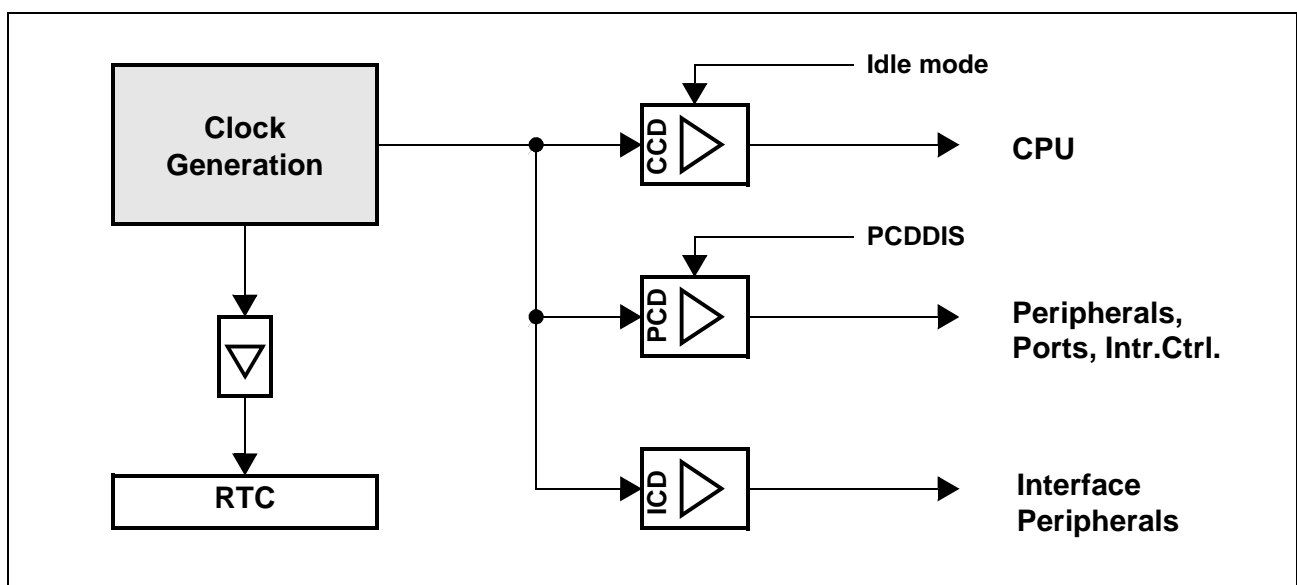 Idle mode
Clock
Generation
CCD
CPU
PCDDIS
PCD
Peripherals,
Ports, Intr.Ctrl.
RTC
ICD
Interface
Peripherals